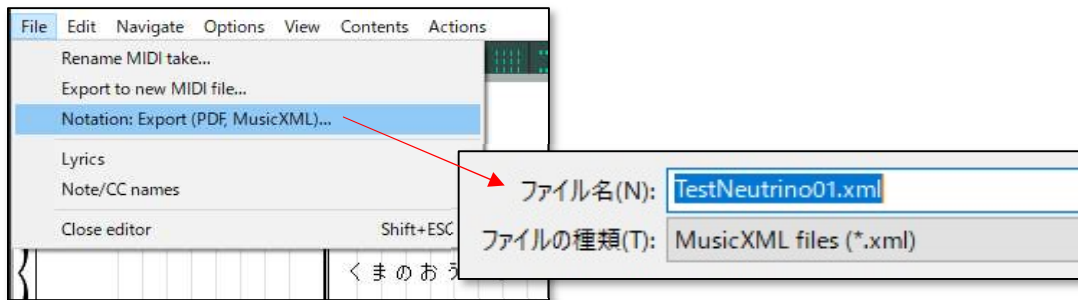 File Edit Navigate Options View Contents Actions
Rename MIDI take...
Export to new MIDI file...
Notation: Export (PDF, MusicXML)...
Lyrics
Note/CC names
Close editor Shift+ESC
くまのおう
ファイル名(N): TestNeutrino01.xml
ファイルの種類(T): MusicXML files (*.xml)